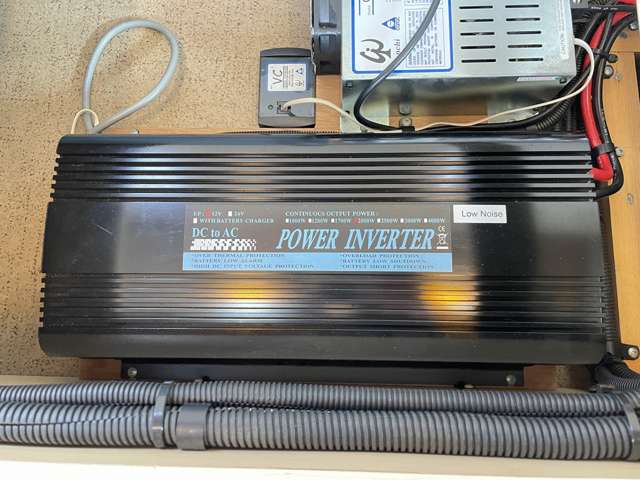 V.C
12V 24V
WITH BATTERY CHARGER
CONTINUOUS OUTPUT POWER:
1000W 1200W 1700W 2000W 2500W 3000W 4000W
Low Noise
DC to AC
POWER INVERTER
CE
*OVER THERMAL PROTECTION
*BATTERY LOW ALARM
*HIGH DC INPUT VOLTAGE PROTECTION
*OVERLOAD PROTECTION
*BATTERY LOW SHUTDOWN
*OUTPUT SHORT PROTECTION